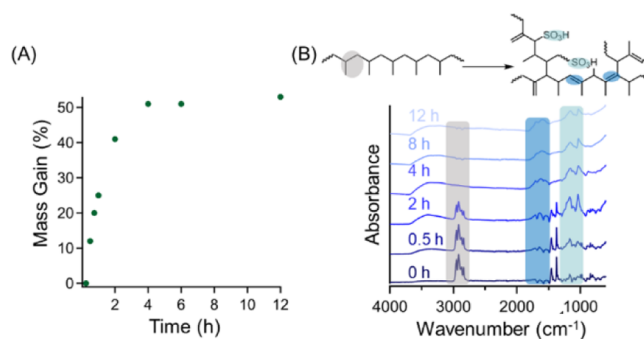 (A)
Mass Gain (%)
50
40
30
20
10
0
0 2 4 6 8 10 12
Time (h)
(B)
SO3H
SO3H
Absorbance
12 h
8 h
4 h
2 h
0.5 h
0 h
4000 3000 2000 1000
Wavenumber (cm⁻¹)